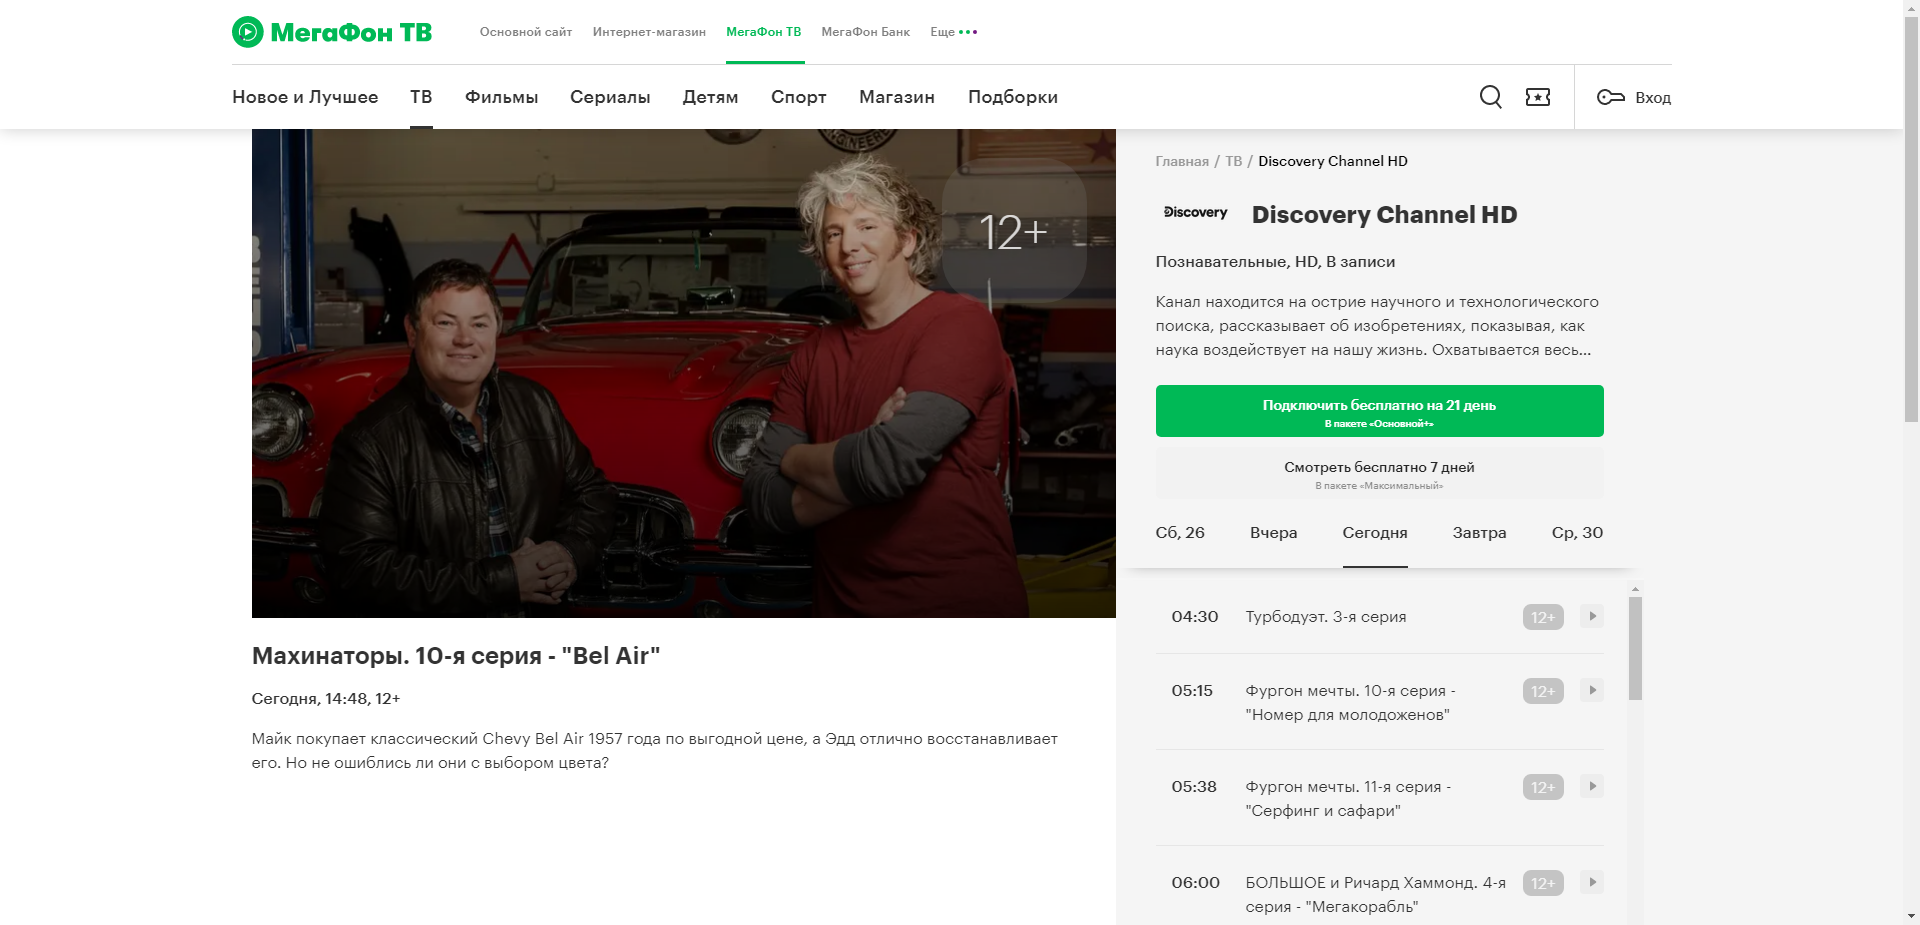 МегаФон ТВ
Основной сайт
Интернет-магазин
МегаФон ТВ
МегаФон Банк
Еще
Новое и Лучшее
ТВ
Фильмы
Сериалы
Детям
Спорт
Магазин
Подборки
Вход
12+
Махинаторы. 10-я серия - "Bel Air"
Сегодня, 14:48, 12+
Майк покупает классический Chevy Bel Air 1957 года по выгодной цене, а Эдд отлично восстанавливает
его. Но не ошиблись ли они с выбором цвета?
Главная / ТВ / Discovery Channel HD
Discovery
Discovery Channel HD
Познавательные, HD, В записи
Канал находится на острие научного и технологического
поиска, рассказывает об изобретениях, показывая, как
наука воздействует на нашу жизнь. Охватывается весь...
Подключить бесплатно на 21 день
В пакете «Основной+»
Смотреть бесплатно 7 дней
В пакете «Максимальный»
Сб, 26
Вчера
Сегодня
Завтра
Ср, 30
04:30 Турбодуэт. 3-я серия 12+
05:15 Фургон мечты. 10-я серия - 12+
"Номер для молодоженов"
05:38 Фургон мечты. 11-я серия - 12+
"Серфинг и сафари"
06:00 БОЛЬШОЕ и Ричард Хаммонд. 4-я 12+
серия - "Мегакорабль"